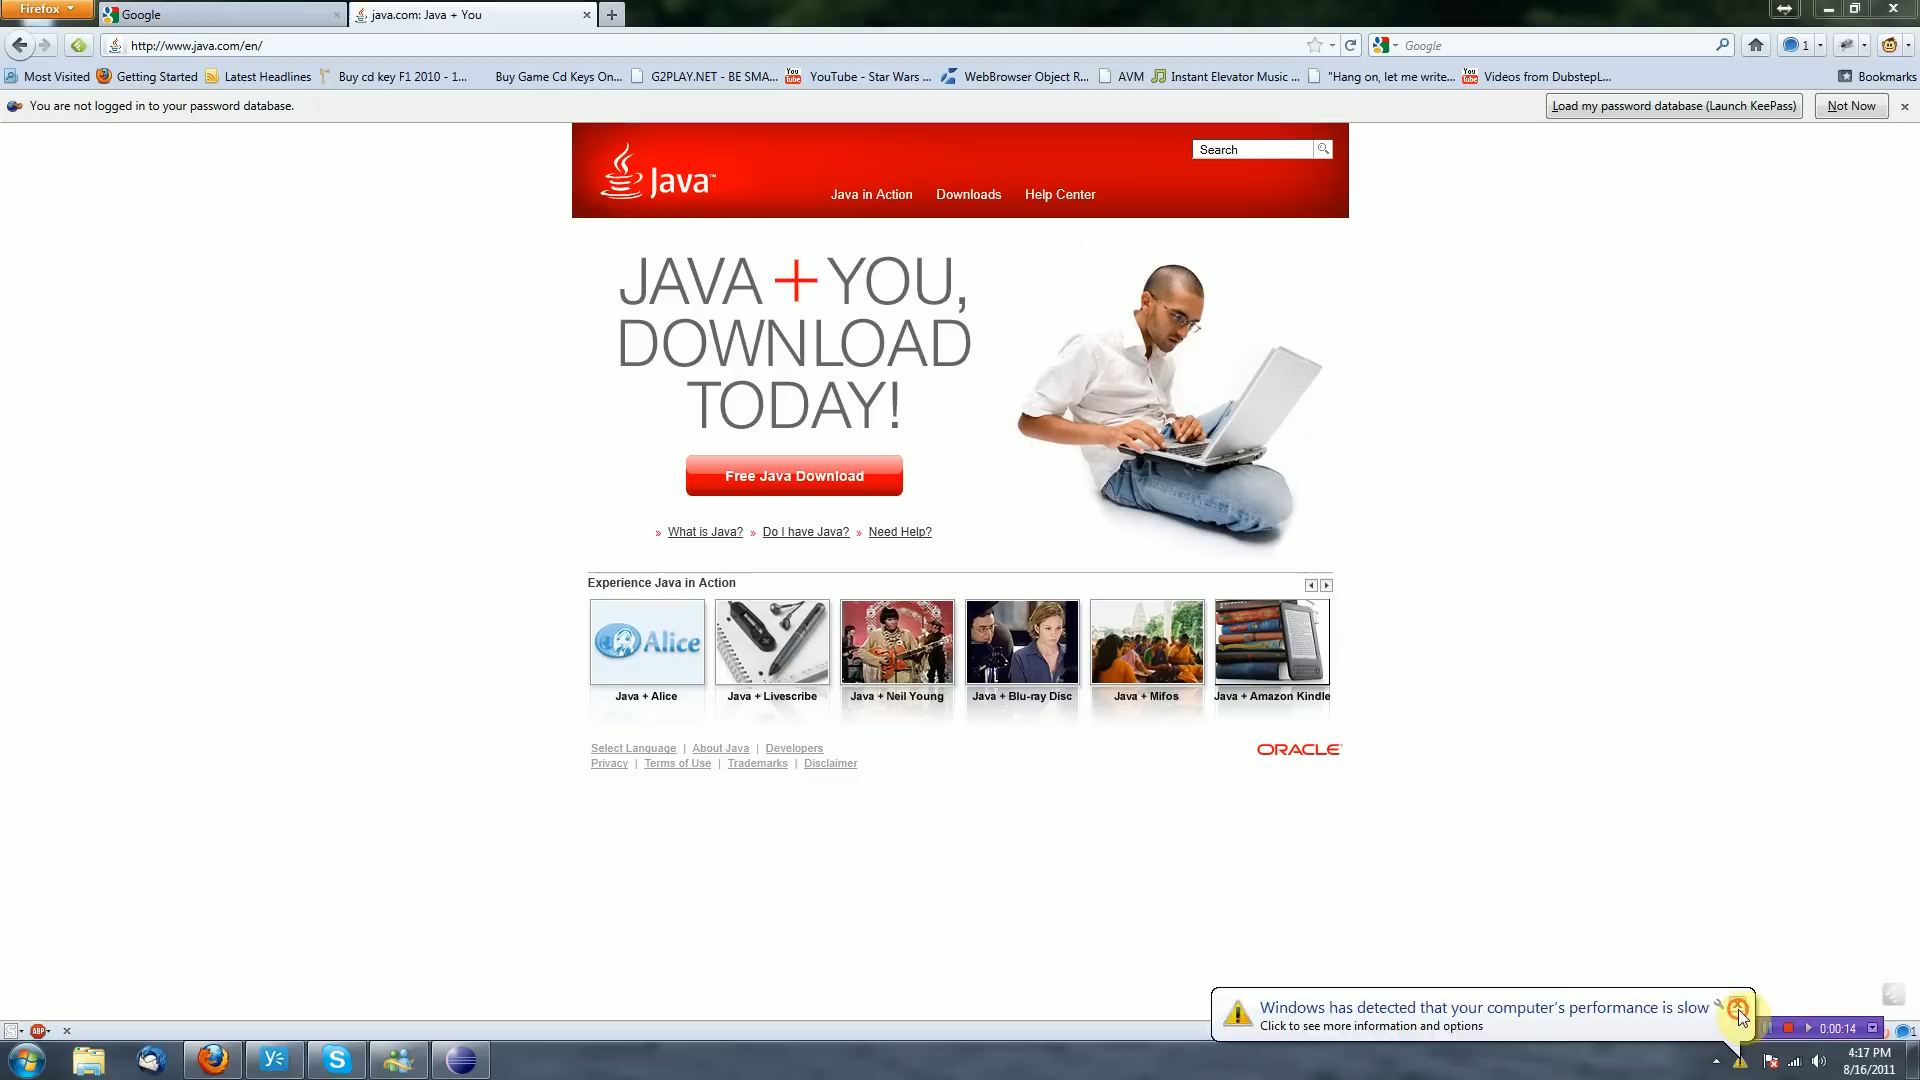 Firefox
Google
java.com: Java + You
http://www.java.com/en/
Google
1
Most Visited
Getting Started
Latest Headlines
Buy cd key F1 2010 - 1...
Buy Game Cd Keys On...
G2PLAY.NET - BE SMA...
YouTube - Star Wars ...
WebBrowser Object R...
AVM
Instant Elevator Music ...
"Hang on, let me write...
Videos from DubstepL...
Bookmarks
You are not logged in to your password database.
Load my password database (Launch KeePass)
Not Now
Java™
Search
Java in Action
Downloads
Help Center
JAVA + YOU,
DOWNLOAD
TODAY!
Free Java Download
» What is Java? » Do I have Java? » Need Help?
Experience Java in Action
Alice
Java + Alice
Java + Livescribe
Java + Neil Young
Java + Blu-ray Disc
Java + Mifos
Java + Amazon Kindle
Select Language | About Java | Developers
Privacy | Terms of Use | Trademarks | Disclaimer
ORACLE
Windows has detected that your computer's performance is slow
Click to see more information and options
0:00:14
ABP
1
4:17 PM
8/16/2011